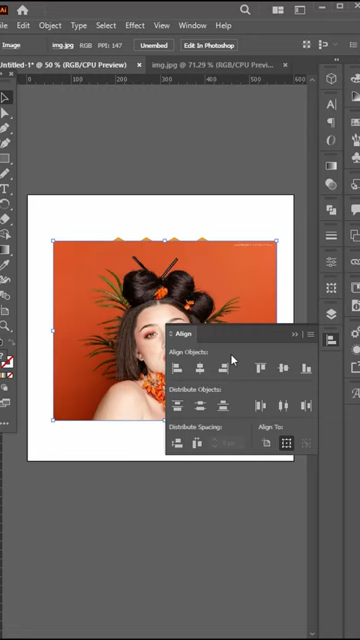 Ai
File Edit Object Type Select Effect View Window Help
Image img.jpg RGB PPI: 147 Unembed Edit In Photoshop
Untitled-1* @ 50 % (RGB/CPU Preview) × img.jpg @ 71.29 % (RGB/CPU Previ... ×
0 100 200 300 400 500 600
Align
Align Objects:
Distribute Objects:
Distribute Spacing: Align To: